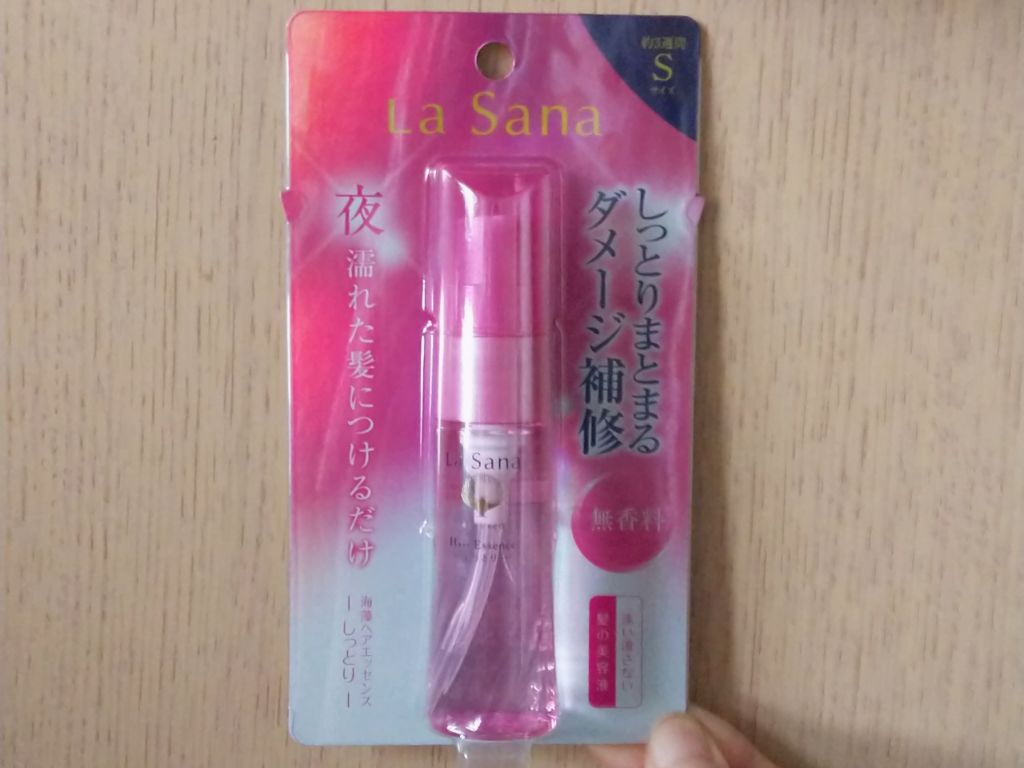 約3週間
S
サイズ
La Sana
しっとりまとまる
ダメージ補修
夜
濡れた髪につけるだけ
La Sana
Essence
無香料
海藻ヘアエッセンス
ーしっとりー
洗い流さない
髪の美容液